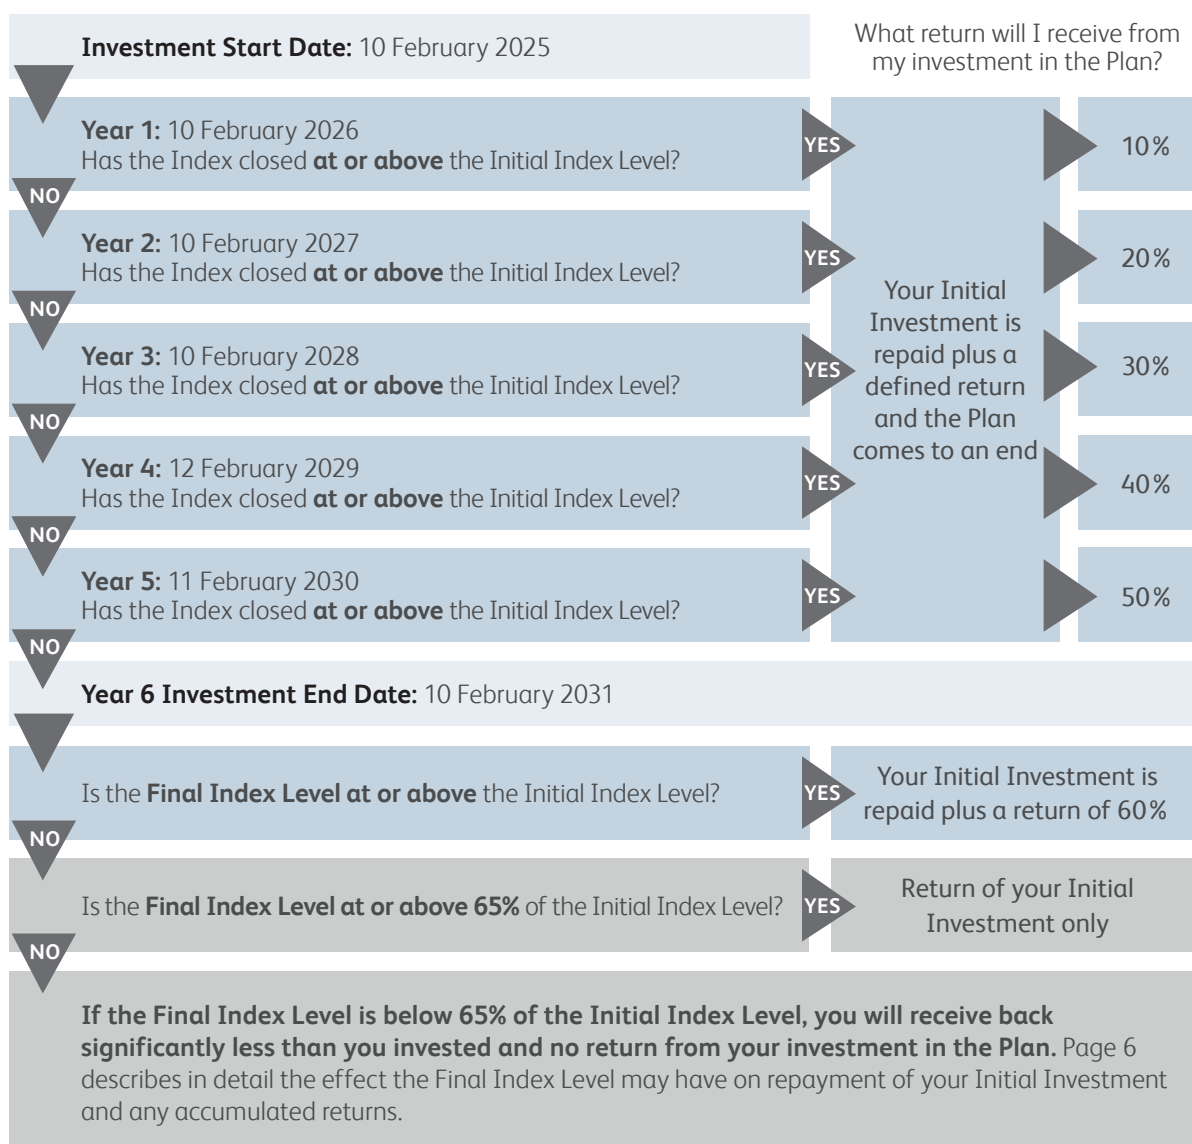 Investment Start Date: 10 February 2025
What return will I receive from
my investment in the Plan?
Year 1: 10 February 2026
Has the Index closed at or above the Initial Index Level?
YES
10%
NO
Year 2: 10 February 2027
Has the Index closed at or above the Initial Index Level?
YES
20%
NO
Year 3: 10 February 2028
Has the Index closed at or above the Initial Index Level?
YES
30%
NO
Year 4: 12 February 2029
Has the Index closed at or above the Initial Index Level?
YES
40%
NO
Year 5: 11 February 2030
Has the Index closed at or above the Initial Index Level?
YES
50%
NO
Your Initial
Investment is
repaid plus a
defined return
and the Plan
comes to an end
Year 6 Investment End Date: 10 February 2031
Is the Final Index Level at or above the Initial Index Level?
YES
Your Initial Investment is
repaid plus a return of 60%
NO
Is the Final Index Level at or above 65% of the Initial Index Level?
YES
Return of your Initial
Investment only
NO
If the Final Index Level is below 65% of the Initial Index Level, you will receive back
significantly less than you invested and no return from your investment in the Plan. Page 6
describes in detail the effect the Final Index Level may have on repayment of your Initial Investment
and any accumulated returns.